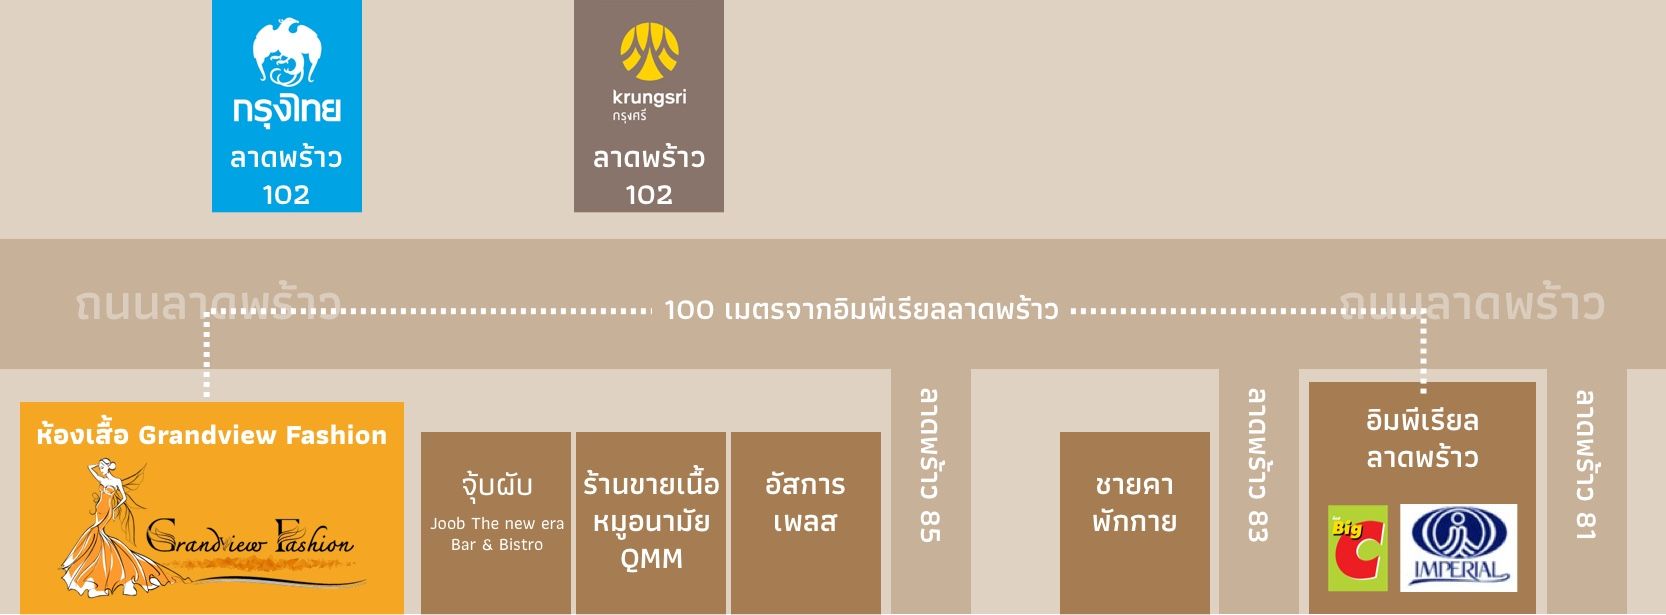 กรุงไทย
ลาดพร้าว
102
krungsri
กรุงศรี
ลาดพร้าว
102
ถนนลาดพร้าว
100 เมตรจากอิมพีเรียลลาดพร้าว
ถนนลาดพร้าว
ห้องเสื้อ Grandview Fashion
Grandview Fashion
จุ้บผับ
Joob The new era
Bar & Bistro
ร้านขายเนื้อ
หมูอนามัย
QMM
อัสการ
เพลส
ลาดพร้าว 85
ชายคา
พักกาย
ลาดพร้าว 83
อิมพีเรียล
ลาดพร้าว
Big
C
IMPERIAL
ลาดพร้าว 81